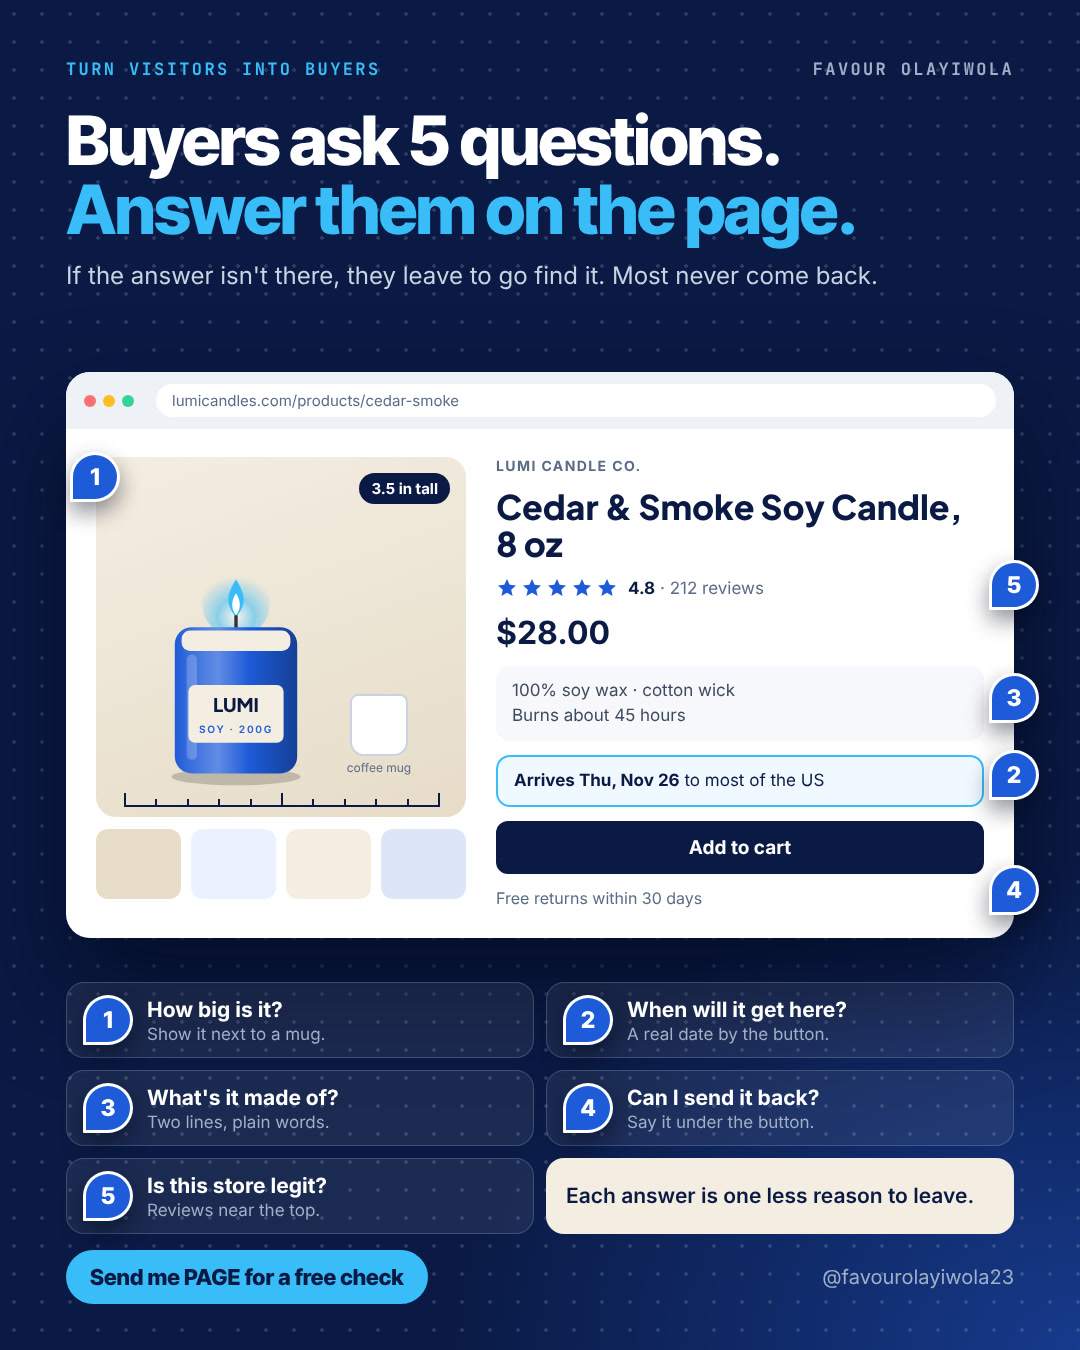 TURN VISITORS INTO BUYERS
FAVOUR OLAYIWOLA
Buyers ask 5 questions.
Answer them on the page.
If the answer isn't there, they leave to go find it. Most never come back.
lumicandles.com/products/cedar-smoke
1
3.5 in tall
LUMI
SOY · 200G
coffee mug
LUMI CANDLE CO.
Cedar & Smoke Soy Candle,
8 oz
4.8 · 212 reviews
5
$28.00
100% soy wax · cotton wick
Burns about 45 hours
3
Arrives Thu, Nov 26 to most of the US
2
Add to cart
Free returns within 30 days
4
1
How big is it?
Show it next to a mug.
2
When will it get here?
A real date by the button.
3
What's it made of?
Two lines, plain words.
4
Can I send it back?
Say it under the button.
5
Is this store legit?
Reviews near the top.
Each answer is one less reason to leave.
Send me PAGE for a free check
@favourolayiwola23